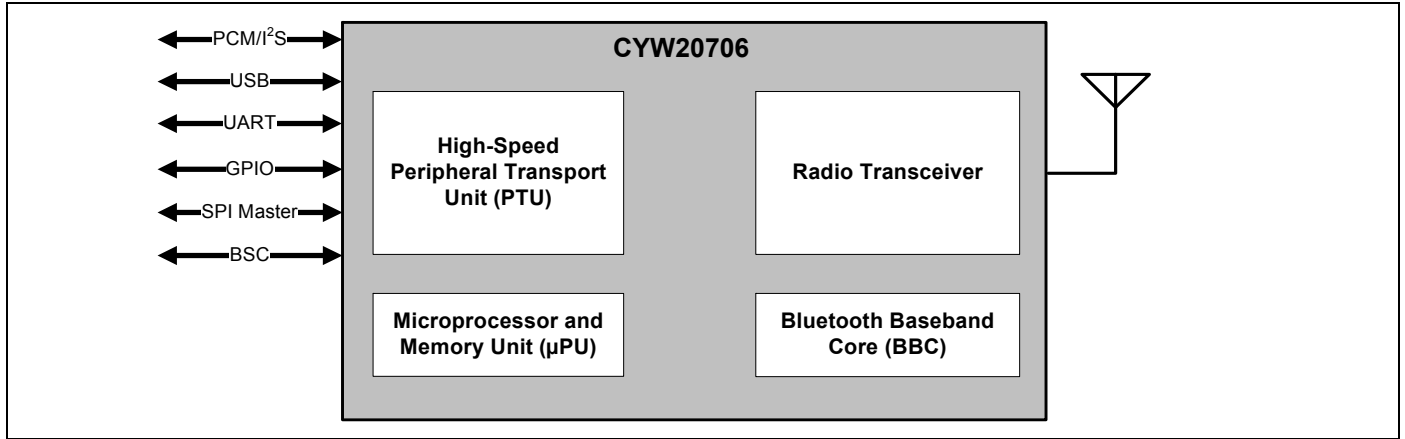 PCM/I²S
USB
UART
GPIO
SPI Master
BSC
CYW20706
High-Speed
Peripheral Transport
Unit (PTU)
Radio Transceiver
Microprocessor and
Memory Unit (µPU)
Bluetooth Baseband
Core (BBC)